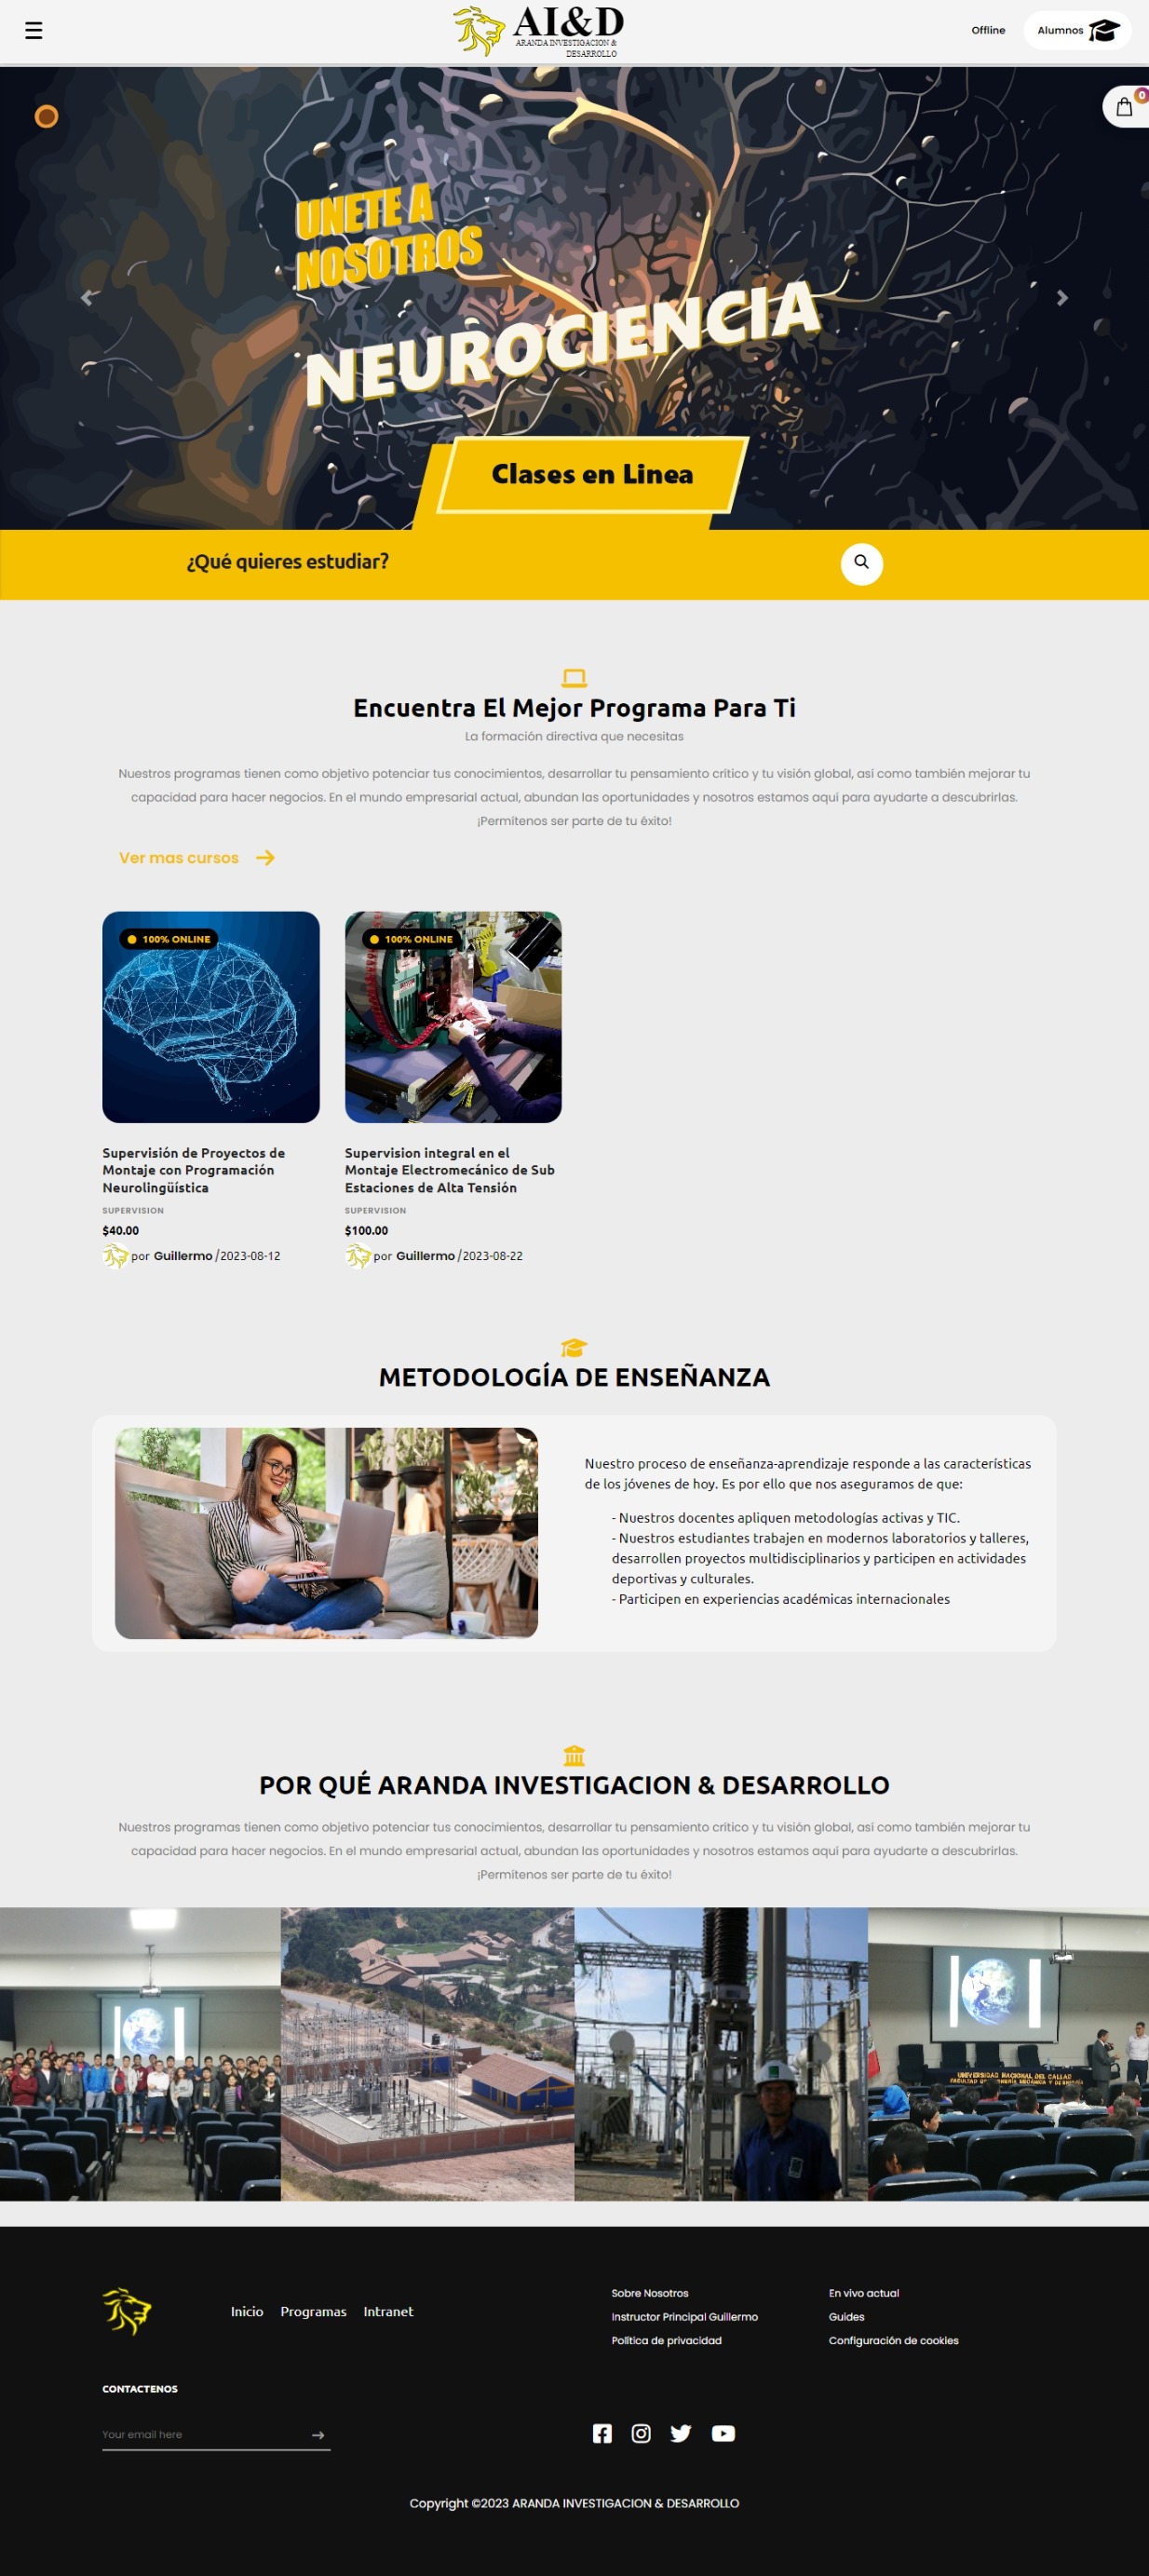 AI&D
ARANDA INVESTIGACION &
DESARROLLO
Offline
Alumnos
0
UNETE A
NOSOTROS
NEUROCIENCIA
Clases en Linea
¿Qué quieres estudiar?
Encuentra El Mejor Programa Para Ti
La formación directiva que necesitas
Nuestros programas tienen como objetivo potenciar tus conocimientos, desarrollar tu pensamiento crítico y tu visión global, así como también mejorar tu
capacidad para hacer negocios. En el mundo empresarial actual, abundan las oportunidades y nosotros estamos aquí para ayudarte a descubrirlas.
¡Permítenos ser parte de tu éxito!
Ver mas cursos
100% ONLINE
Supervisión de Proyectos de
Montaje con Programación
Neurolingüística
SUPERVISION
$40.00
por Guillermo /2023-08-12
100% ONLINE
Supervision integral en el
Montaje Electromecánico de Sub
Estaciones de Alta Tensión
SUPERVISION
$100.00
por Guillermo /2023-08-22
METODOLOGÍA DE ENSEÑANZA
Nuestro proceso de enseñanza-aprendizaje responde a las características
de los jóvenes de hoy. Es por ello que nos aseguramos de que:
- Nuestros docentes apliquen metodologías activas y TIC.
- Nuestros estudiantes trabajen en modernos laboratorios y talleres,
desarrollen proyectos multidisciplinarios y participen en actividades
deportivas y culturales.
- Participen en experiencias académicas internacionales
POR QUÉ ARANDA INVESTIGACION & DESARROLLO
Nuestros programas tienen como objetivo potenciar tus conocimientos, desarrollar tu pensamiento crítico y tu visión global, así como también mejorar tu
capacidad para hacer negocios. En el mundo empresarial actual, abundan las oportunidades y nosotros estamos aquí para ayudarte a descubrirlas.
¡Permítenos ser parte de tu éxito!
UNIVERSIDAD NACIONAL DEL CALLAO
Inicio
Programas
Intranet
Sobre Nosotros
Instructor Principal Guillermo
Política de privacidad
En vivo actual
Guides
Configuración de cookies
CONTACTENOS
Your email here
Copyright ©2023 ARANDA INVESTIGACION & DESARROLLO